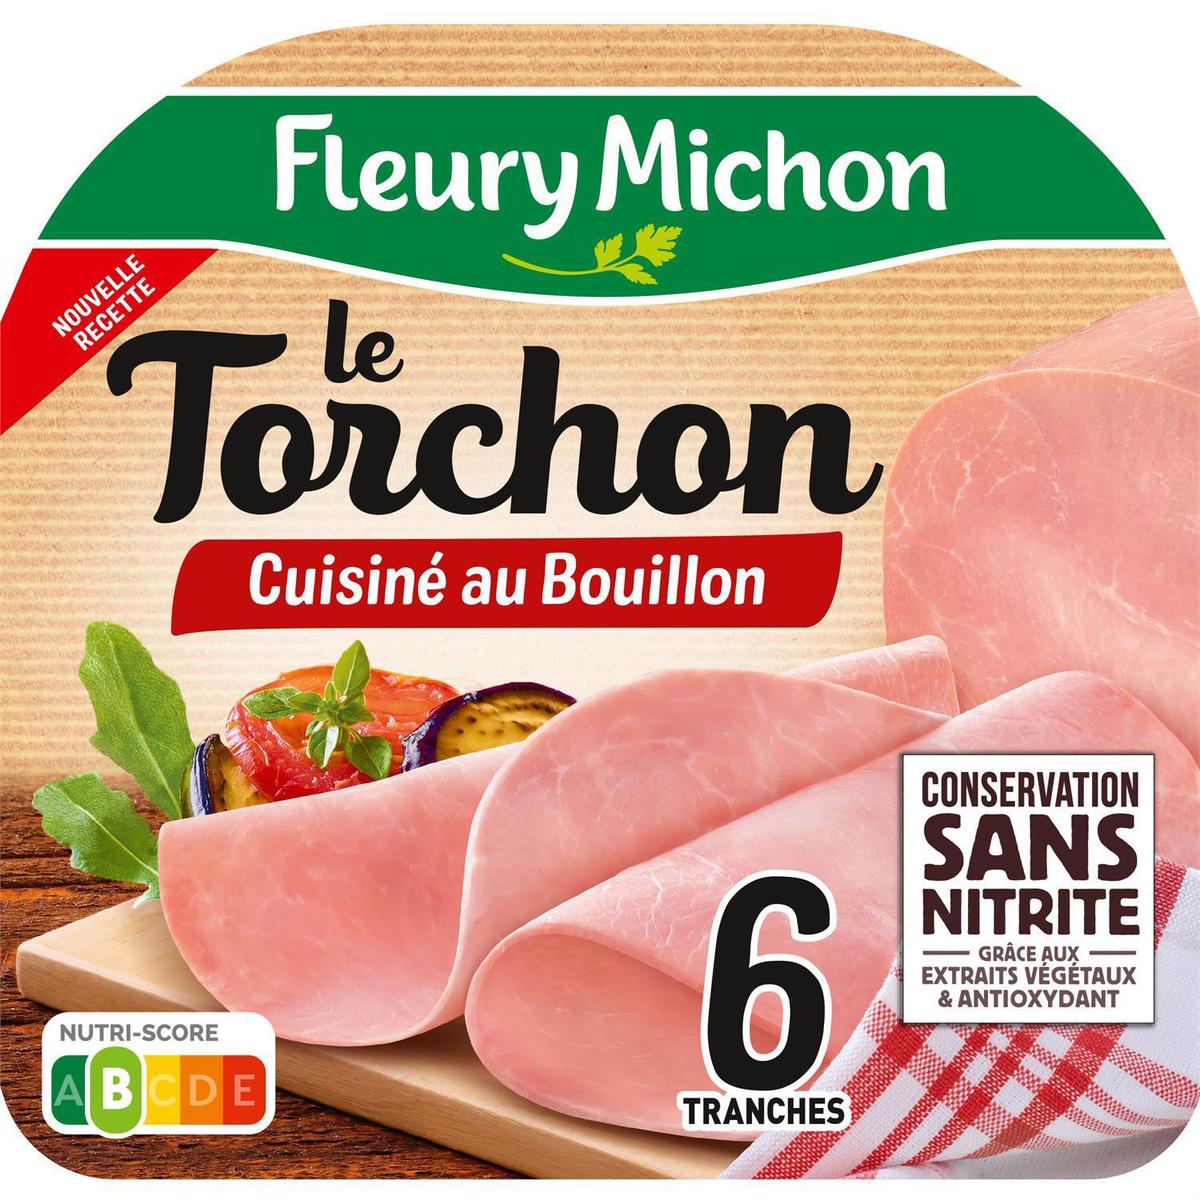 Fleury Michon
NOUVELLE
RECETTE
le
Torchon
Cuisiné au Bouillon
CONSERVATION
SANS
NITRITE
GRÂCE AUX
EXTRAITS VÉGÉTAUX
& ANTIOXYDANT
6
TRANCHES
NUTRI-SCORE
A B C D E